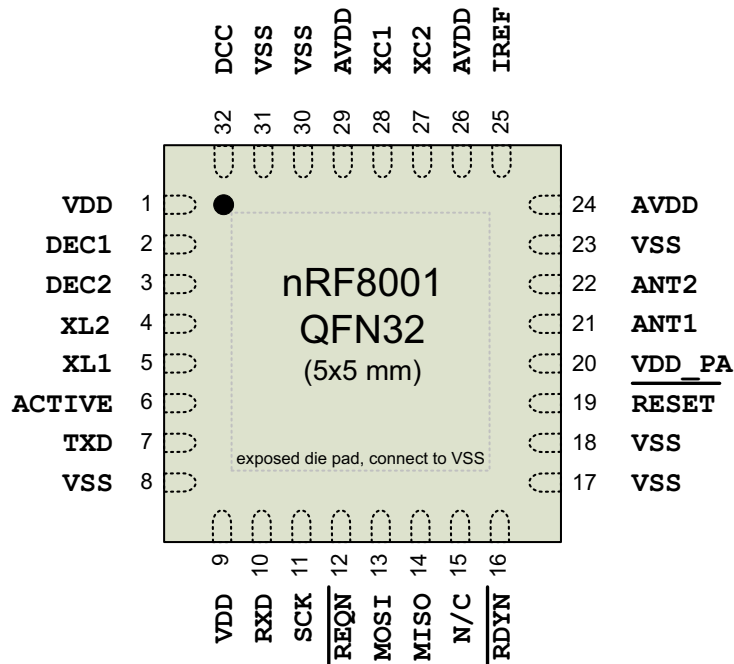 DCC VSS VSS AVDD XC1 XC2 AVDD IREF
32 31 30 29 28 27 26 25
VDD 1
DEC1 2
DEC2 3
XL2 4
XL1 5
ACTIVE 6
TXD 7
VSS 8
nRF8001
QFN32
(5x5 mm)
exposed die pad, connect to VSS
24 AVDD
23 VSS
22 ANT2
21 ANT1
20 VDD_PA
19 RESET
18 VSS
17 VSS
9 10 11 12 13 14 15 16
VDD RXD SCK REQN MOSI MISO N/C RDYN